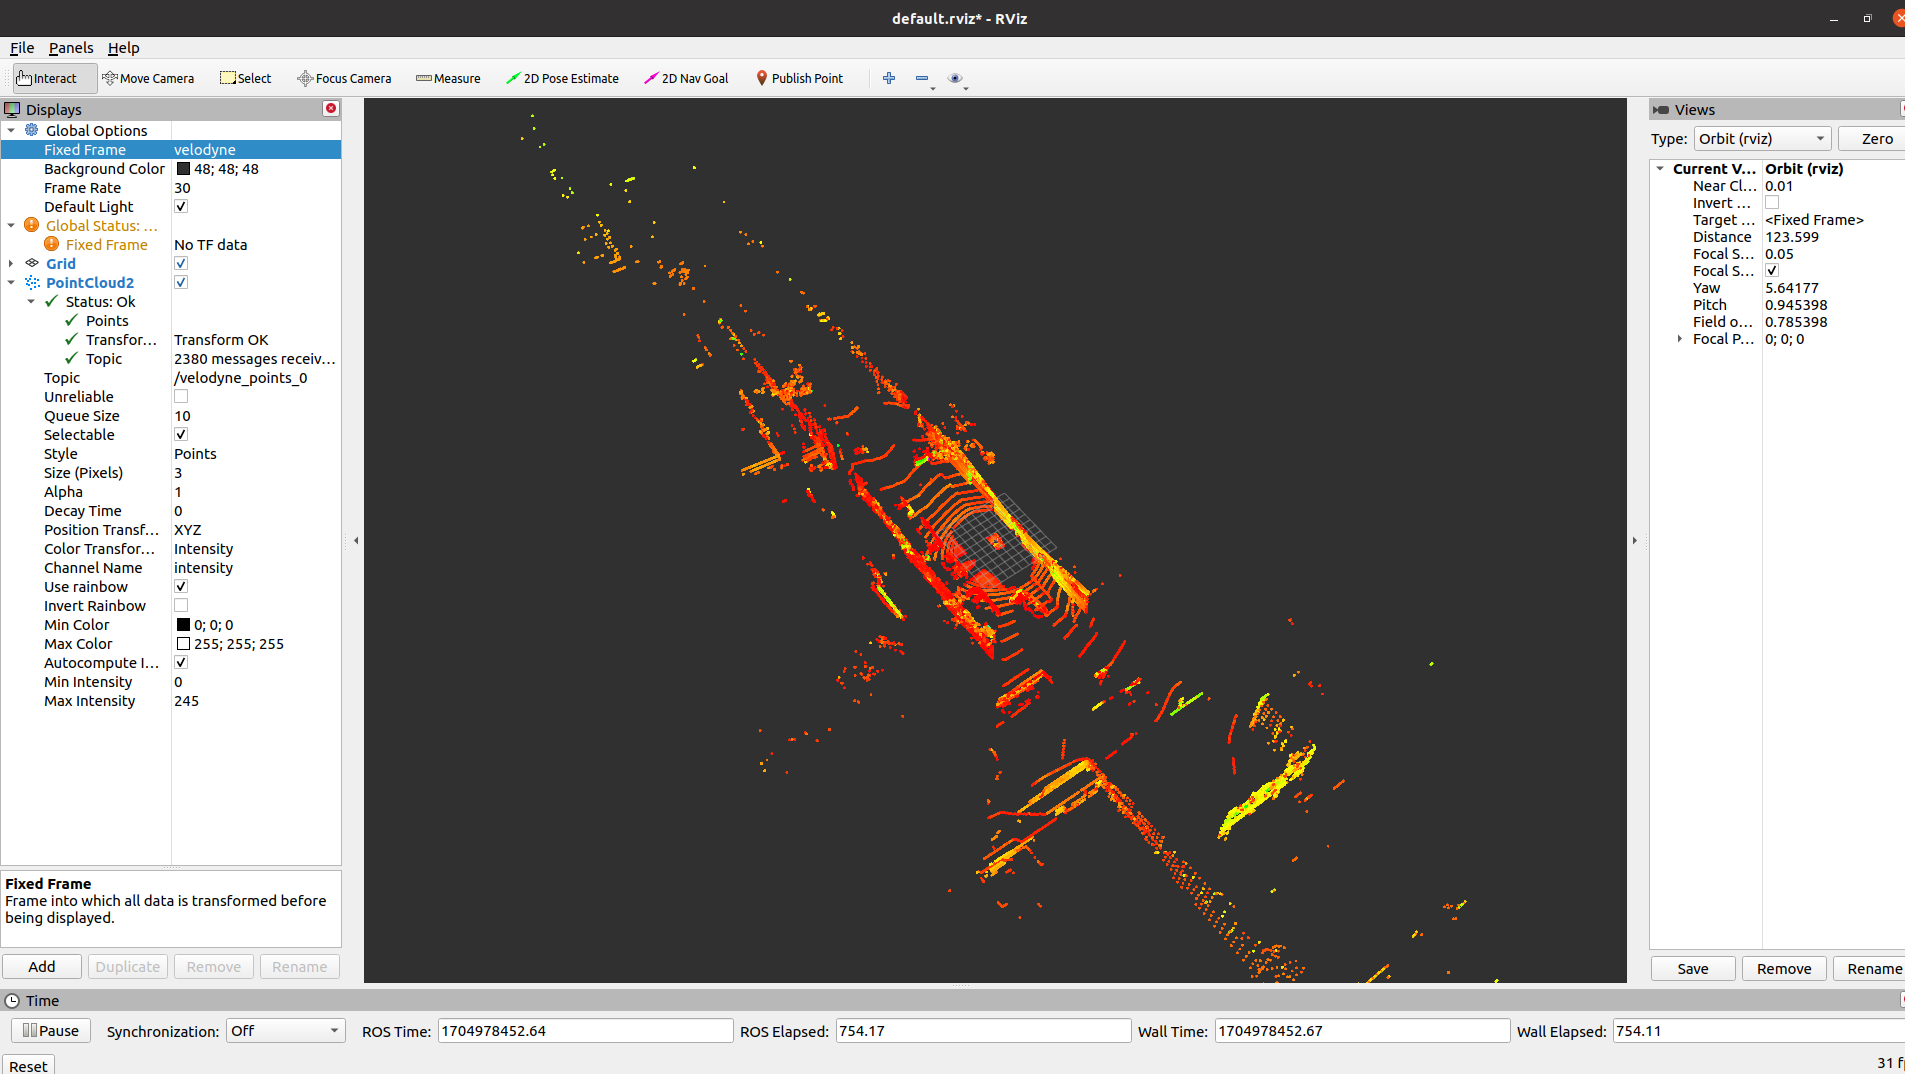 default.rviz* - RViz
File Panels Help
Interact Move Camera Select Focus Camera Measure 2D Pose Estimate 2D Nav Goal Publish Point
Displays
Global Options
Fixed Frame velodyne
Background Color 48; 48; 48
Frame Rate 30
Default Light
Global Status: ...
Fixed Frame No TF data
Grid
PointCloud2
Status: Ok
Points
Transfor... Transform OK
Topic 2380 messages receiv...
Topic /velodyne_points_0
Unreliable
Queue Size 10
Selectable
Style Points
Size (Pixels) 3
Alpha 1
Decay Time 0
Position Transf... XYZ
Color Transfor... Intensity
Channel Name intensity
Use rainbow
Invert Rainbow
Min Color 0; 0; 0
Max Color 255; 255; 255
Autocompute I...
Min Intensity 0
Max Intensity 245
Fixed Frame
Frame into which all data is transformed before
being displayed.
Add Duplicate Remove Rename
Views
Type: Orbit (rviz) Zero
Current V... Orbit (rviz)
Near Cl... 0.01
Invert ...
Target ... <Fixed Frame>
Distance 123.599
Focal S... 0.05
Focal S...
Yaw 5.64177
Pitch 0.945398
Field o... 0.785398
Focal P... 0; 0; 0
Save Remove Rename
Time
Pause Synchronization: Off ROS Time: 1704978452.64 ROS Elapsed: 754.17 Wall Time: 1704978452.67 Wall Elapsed: 754.11
Reset 31